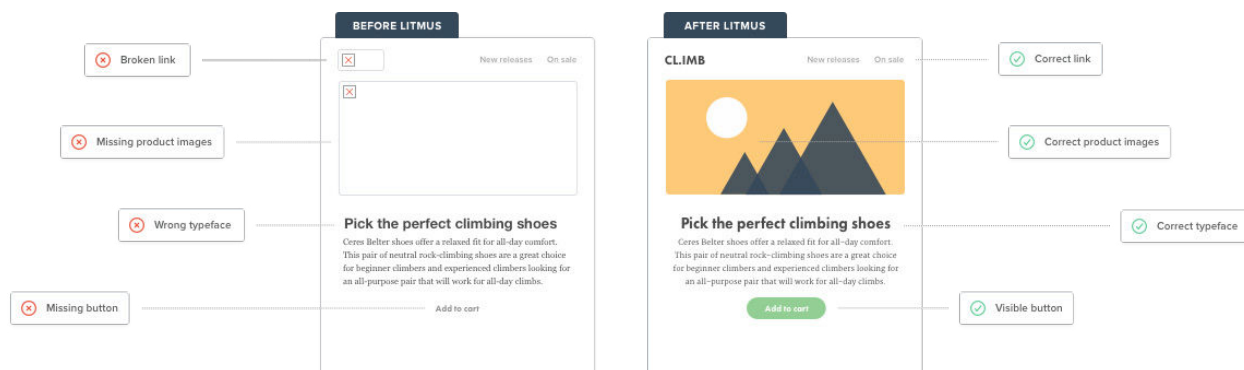 BEFORE LITMUS
Broken link
New releases On sale
Missing product images
Wrong typeface
Pick the perfect climbing shoes
Ceres Belter shoes offer a relaxed fit for all-day comfort.
This pair of neutral rock-climbing shoes are a great choice
for beginner climbers and experienced climbers looking for
an all-purpose pair that will work for all-day climbs.
Missing button
Add to cart
AFTER LITMUS
CL.IMB
New releases On sale
Correct link
Correct product images
Pick the perfect climbing shoes
Correct typeface
Ceres Belter shoes offer a relaxed fit for all-day comfort.
This pair of neutral rock-climbing shoes are a great choice
for beginner climbers and experienced climbers looking for
an all-purpose pair that will work for all-day climbs.
Add to cart
Visible button